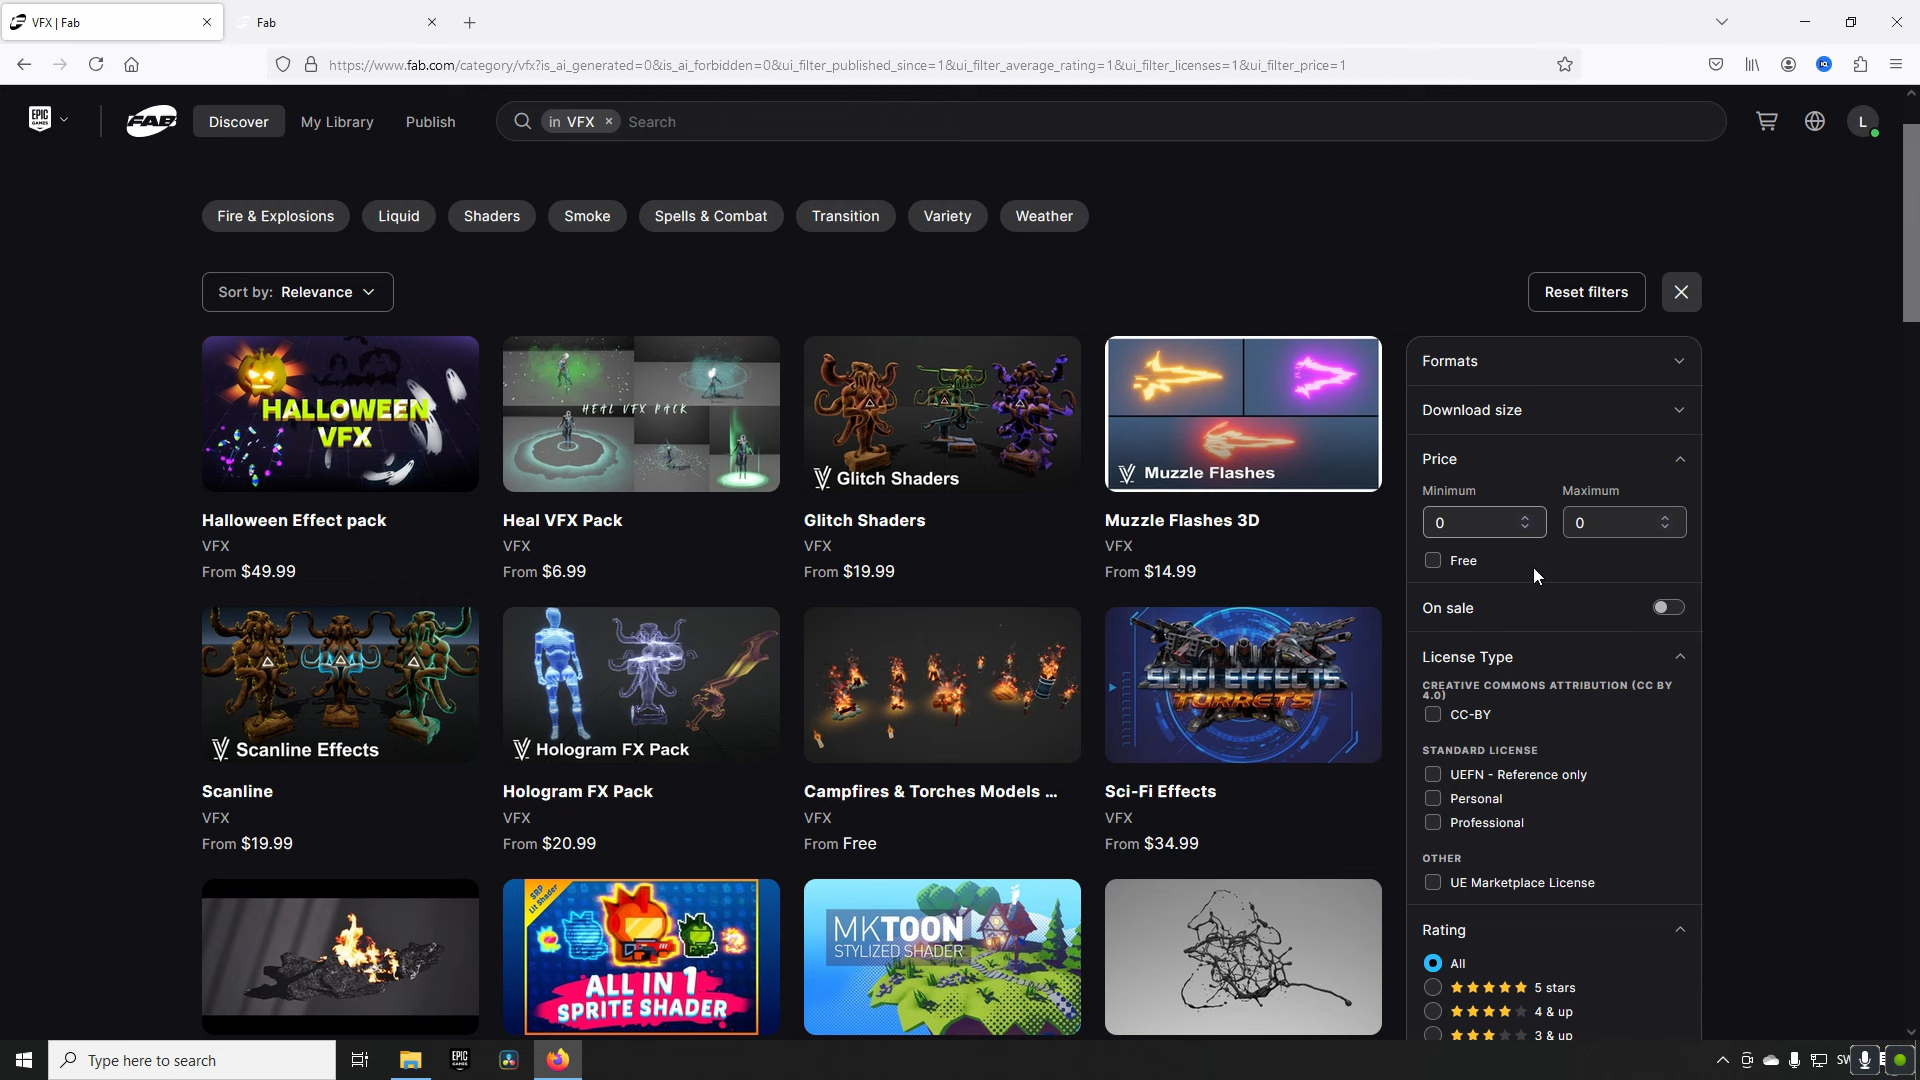 VFX | Fab
Fab
https://www.fab.com/category/vfx?is_ai_generated=0&is_ai_forbidden=0&ui_filter_published_since=1&ui_filter_average_rating=1&ui_filter_licenses=1&ui_filter_price=1
EPIC GAMES
FAB
Discover
My Library
Publish
in VFX ×
Search
L
Fire & Explosions
Liquid
Shaders
Smoke
Spells & Combat
Transition
Variety
Weather
Sort by: Relevance
Reset filters
HALLOWEEN
VFX
HEAL VFX PACK
Glitch Shaders
Muzzle Flashes
Halloween Effect pack
VFX
From $49.99
Heal VFX Pack
VFX
From $6.99
Glitch Shaders
VFX
From $19.99
Muzzle Flashes 3D
VFX
From $14.99
Scanline Effects
Hologram FX Pack
SCI-FI EFFECTS
TURRETS
Scanline
VFX
From $19.99
Hologram FX Pack
VFX
From $20.99
Campfires & Torches Models ...
VFX
From Free
Sci-Fi Effects
VFX
From $34.99
SRP
Lit Shader
ALL IN 1
SPRITE SHADER
MKTOON
STYLIZED SHADER
Formats
Download size
Price
Minimum
Maximum
0
0
Free
On sale
License Type
CREATIVE COMMONS ATTRIBUTION (CC BY
4.0)
CC-BY
STANDARD LICENSE
UEFN - Reference only
Personal
Professional
OTHER
UE Marketplace License
Rating
All
5 stars
4 & up
3 & up
Type here to search
EPIC GAMES